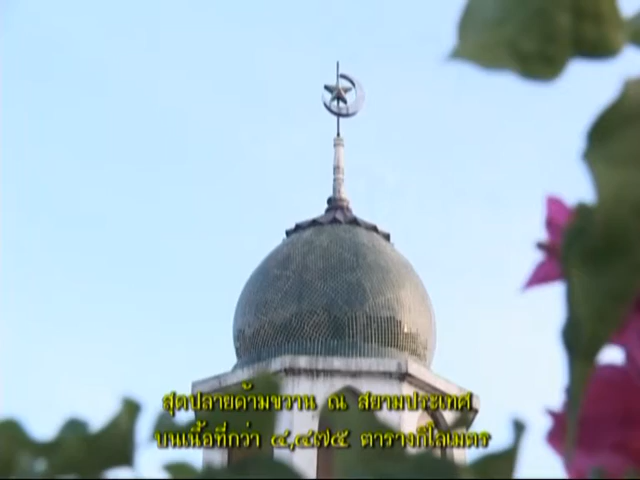 สุดปลายด้ามขวาน ณ สยามประเทศ
บนเนื้อที่กว่า ๔,๔๗๕ ตารางกิโลเมตร